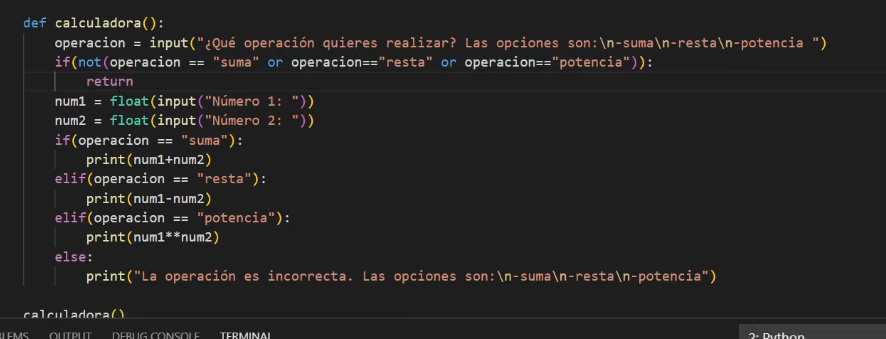 def calculadora():
    operacion = input("¿Qué operación quieres realizar? Las opciones son:\n-suma\n-resta\n-potencia ")
    if(not(operacion == "suma" or operacion=="resta" or operacion=="potencia")):
        return
    num1 = float(input("Número 1: "))
    num2 = float(input("Número 2: "))
    if(operacion == "suma"):
        print(num1+num2)
    elif(operacion == "resta"):
        print(num1-num2)
    elif(operacion == "potencia"):
        print(num1**num2)
    else:
        print("La operación es incorrecta. Las opciones son:\n-suma\n-resta\n-potencia")
calculadora()
BLEMS OUTPUT DEBUG CONSOLE TERMINAL 2: Python